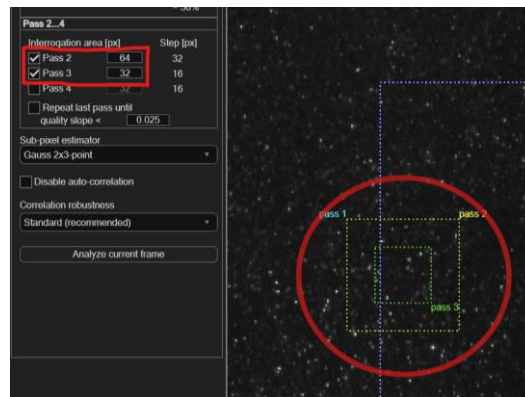 = 50%
Pass 2...4
Interrogation area [px] Step [px]
Pass 2 64 32
Pass 3 32 16
Pass 4 32 16
Repeat last pass until
quality slope < 0.025
Sub-pixel estimator
Gauss 2x3-point
Disable auto-correlation
Correlation robustness
Standard (recommended)
Analyze current frame
pass 1 pass 2
pass 3